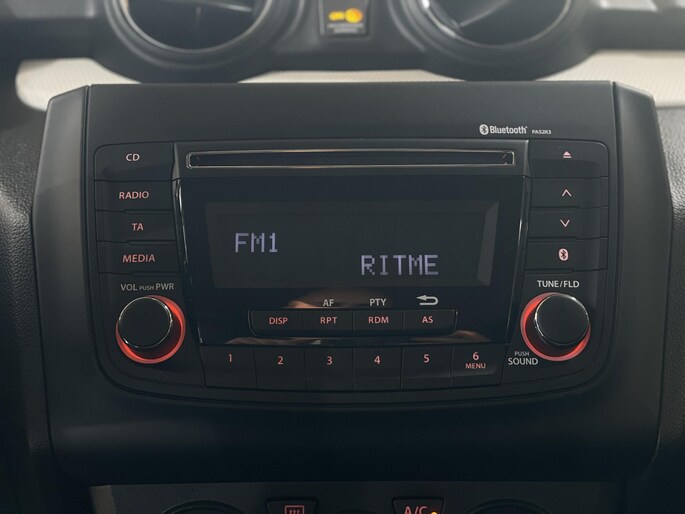 Bluetooth PA52R3
CD
RADIO
TA
MEDIA
VOL PUSH PWR
FM1
RITME
AF PTY
DISP RPT RDM AS
1 2 3 4 5 6
MENU
TUNE/FLD
PUSH
SOUND
A/C